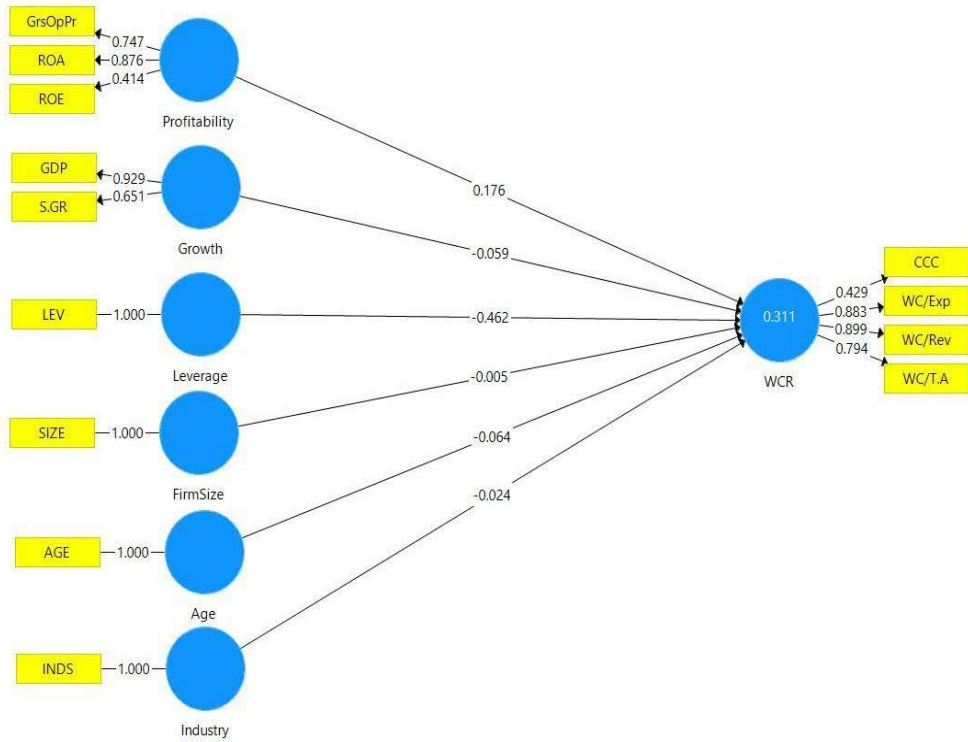 GrsOpPr
0.747
ROA
0.876
0.414
ROE
Profitability
GDP
0.929
0.651
S.GR
Growth
0.176
-0.059
CCC
0.429
WC/Exp
0.883
LEV
1.000
-0.462
0.311
0.899
WC/Rev
0.794
WC/T.A
Leverage
-0.005
WCR
SIZE
1.000
-0.064
FirmSize
-0.024
AGE
1.000
Age
INDS
1.000
Industry